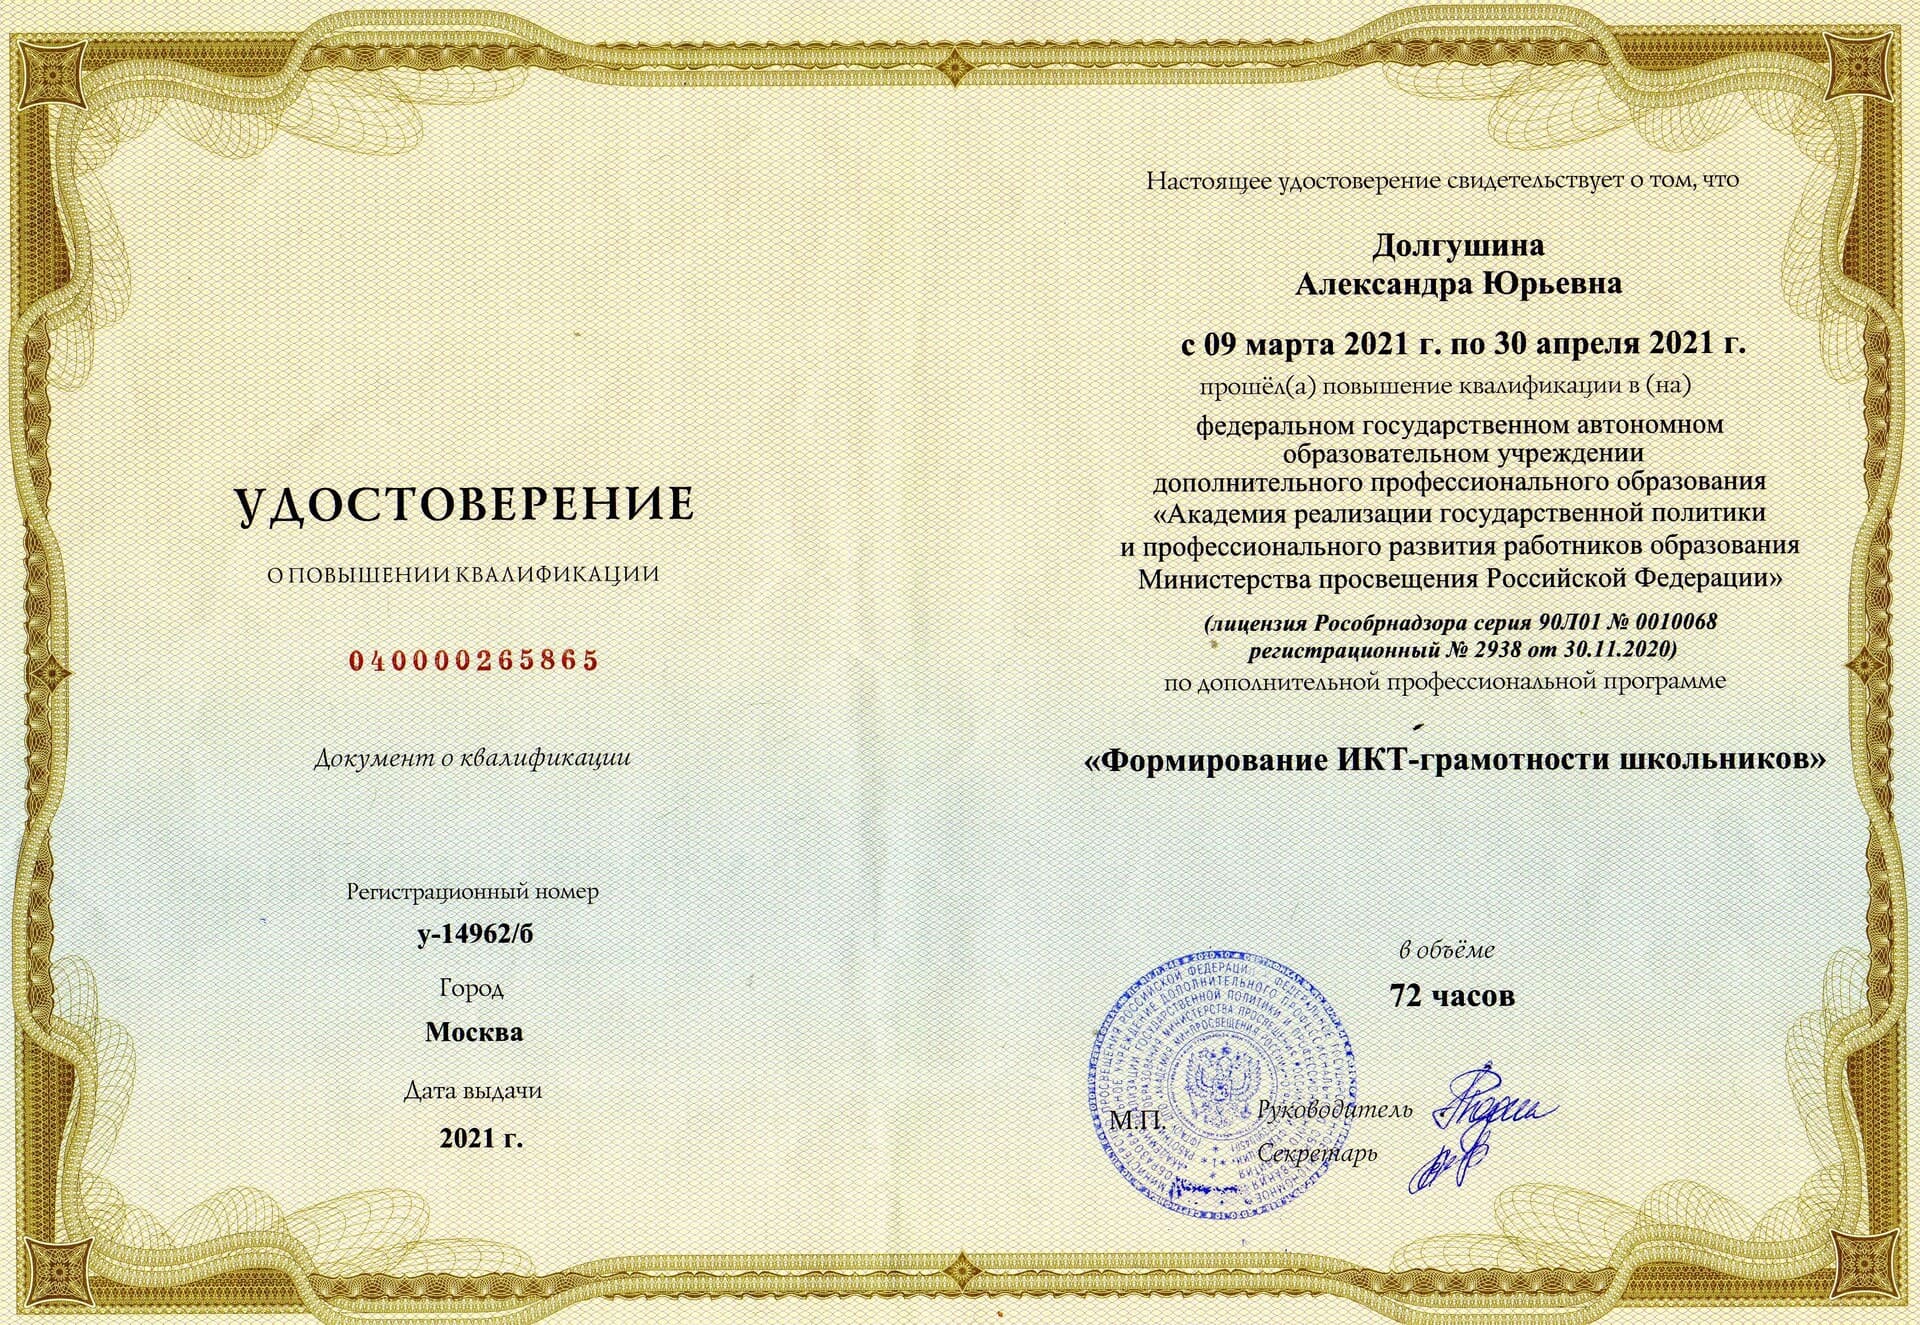 УДОСТОВЕРЕНИЕ
О ПОВЫШЕНИИ КВАЛИФИКАЦИИ
040000265865
Документ о квалификации
Регистрационный номер
у-14962/б
Город
Москва
Дата выдачи
2021 г.
Настоящее удостоверение свидетельствует о том, что
Долгушина
Александра Юрьевна
с 09 марта 2021 г. по 30 апреля 2021 г.
прошёл(а) повышение квалификации в (на)
федеральном государственном автономном
образовательном учреждении
дополнительного профессионального образования
«Академия реализации государственной политики
и профессионального развития работников образования
Министерства просвещения Российской Федерации»
(лицензия Рособрнадзора серия 90Л01 № 0010068
регистрационный № 2938 от 30.11.2020)
по дополнительной профессиональной программе
«Формирование ИКТ-грамотности школьников»
в объёме
72 часов
М.П.
Руководитель
Секретарь